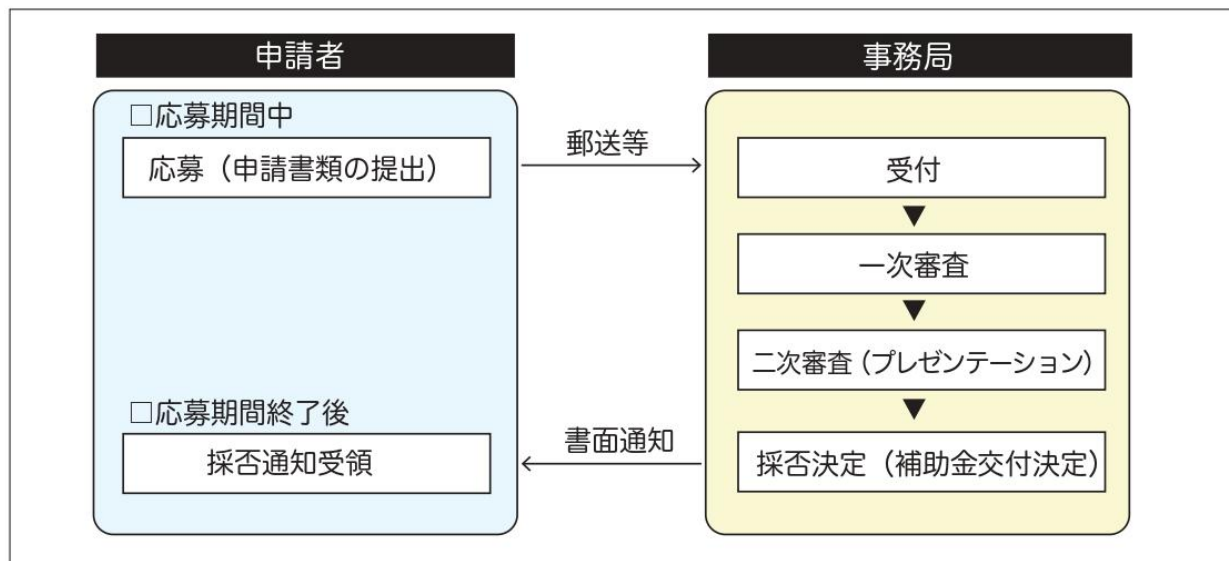 申請者
□応募期間中
応募（申請書類の提出）
□応募期間終了後
採否通知受領
郵送等
書面通知
事務局
受付
▼
一次審査
▼
二次審査（プレゼンテーション）
▼
採否決定（補助金交付決定）